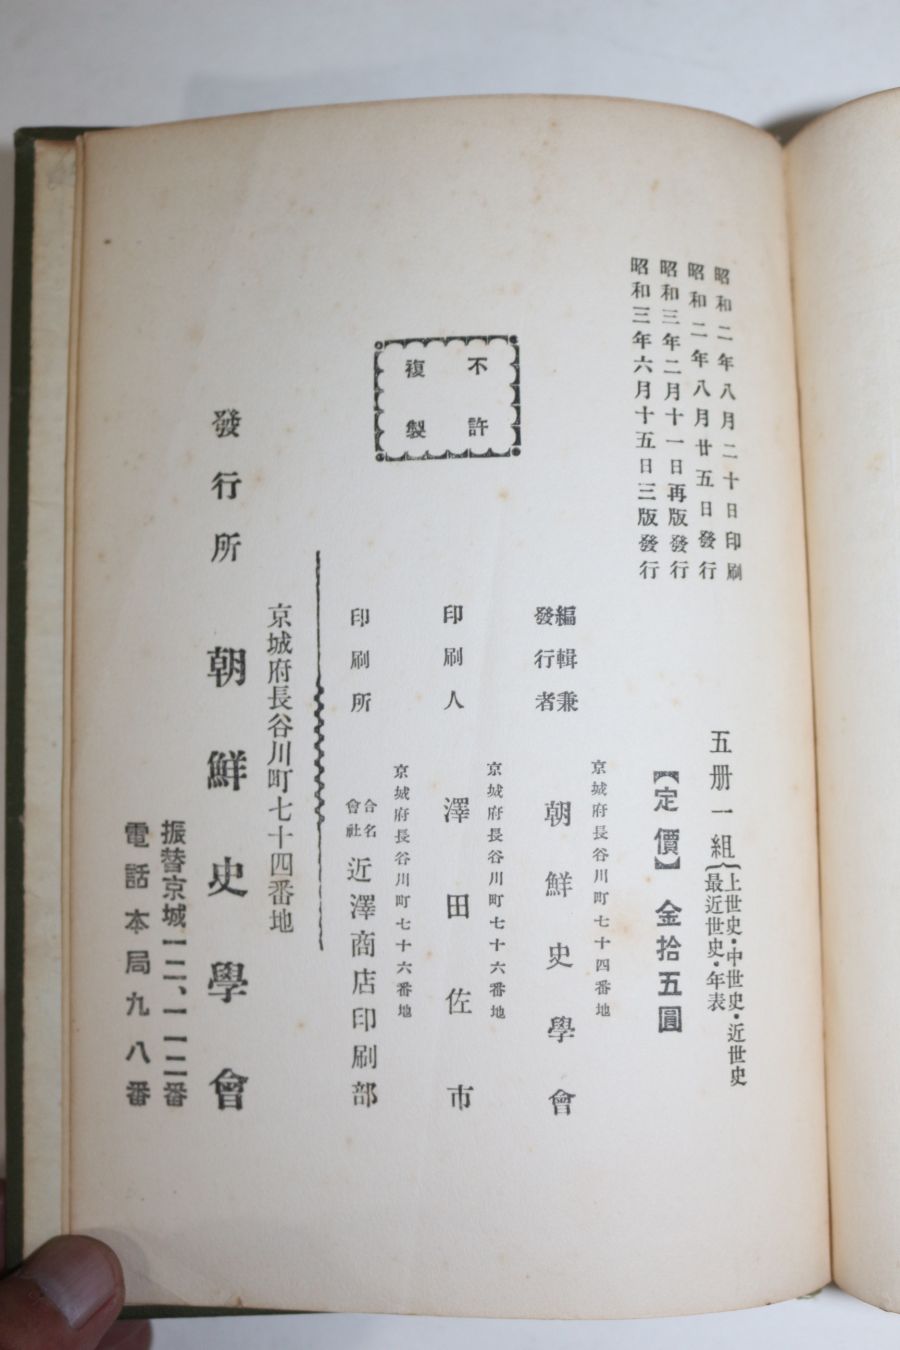 昭和二年八月二十日印刷
昭和二年八月廿五日發行
昭和三年二月十一日再版發行
昭和三年六月十五日三版發行
五册一組{上世史・中世史・近世史
最近世史・年表
【定價】金拾五圓
不許
複製
京城府長谷川町七十四番地
編輯兼
發行者
朝鮮史學會
京城府長谷川町七十六番地
印刷人 澤田佐市
京城府長谷川町七十六番地
印刷所 合名會社 近澤商店印刷部
京城府長谷川町七十四番地
發行所 朝鮮史學會
振替京城一二、一一二番
電話本局九八番